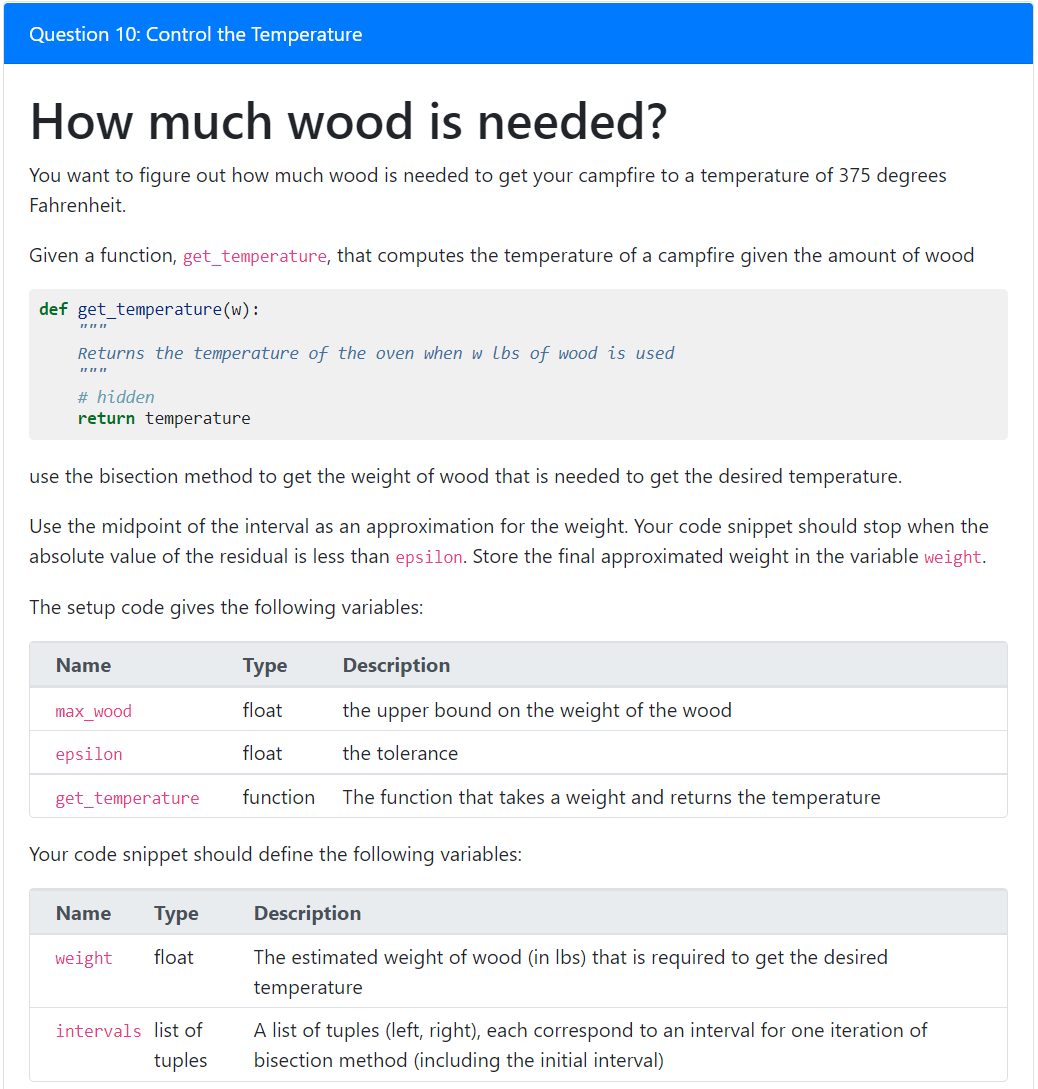 Question 10: Control the Temperature
How much wood is needed?
You want to figure out how much wood is needed to get your campfire to a temperature of 375 degrees
Fahrenheit.
Given a function, get_temperature, that computes the temperature of a campfire given the amount of wood
def get_temperature(w):
"""
Returns the temperature of the oven when w lbs of wood is used
"""
# hidden
return temperature
use the bisection method to get the weight of wood that is needed to get the desired temperature.
Use the midpoint of the interval as an approximation for the weight. Your code snippet should stop when the
absolute value of the residual is less than epsilon. Store the final approximated weight in the variable weight.
The setup code gives the following variables:
Name Type Description
max_wood float the upper bound on the weight of the wood
epsilon float the tolerance
get_temperature function The function that takes a weight and returns the temperature
Your code snippet should define the following variables:
Name Type Description
weight float The estimated weight of wood (in lbs) that is required to get the desired
temperature
intervals list of A list of tuples (left, right), each correspond to an interval for one iteration of
tuples bisection method (including the initial interval)